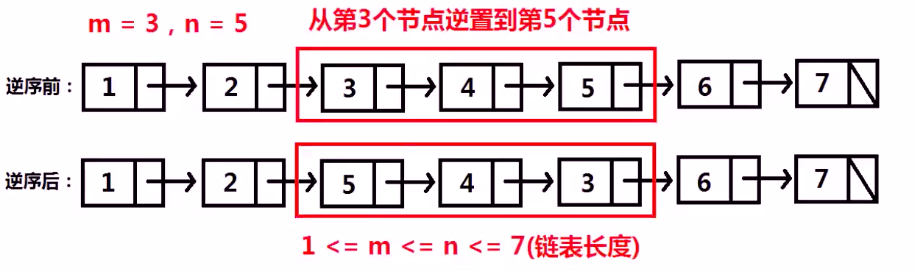 m = 3 , n = 5 从第3个节点逆置到第5个节点
逆序前: 1 2 3 4 5 6 7
逆序后: 1 2 5 4 3 6 7
1 <= m <= n <= 7(链表长度)